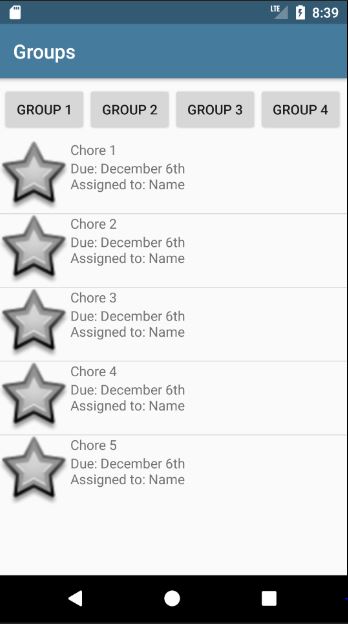 LTE 8:39
Groups
GROUP 1 GROUP 2 GROUP 3 GROUP 4
Chore 1
Due: December 6th
Assigned to: Name
Chore 2
Due: December 6th
Assigned to: Name
Chore 3
Due: December 6th
Assigned to: Name
Chore 4
Due: December 6th
Assigned to: Name
Chore 5
Due: December 6th
Assigned to: Name